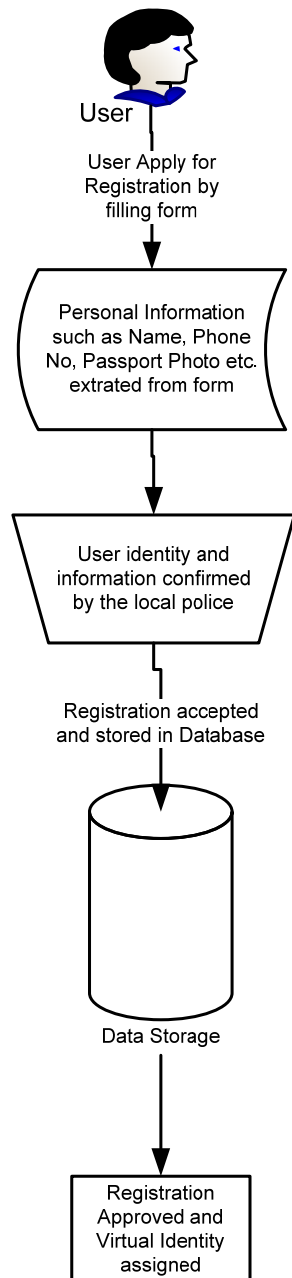 User
User Apply for
Registration by
filling form
Personal Information
such as Name, Phone
No, Passport Photo etc.
extrated from form
User identity and
information confirmed
by the local police
Registration accepted
and stored in Database
Data Storage
Registration
Approved and
Virtual Identity
assigned